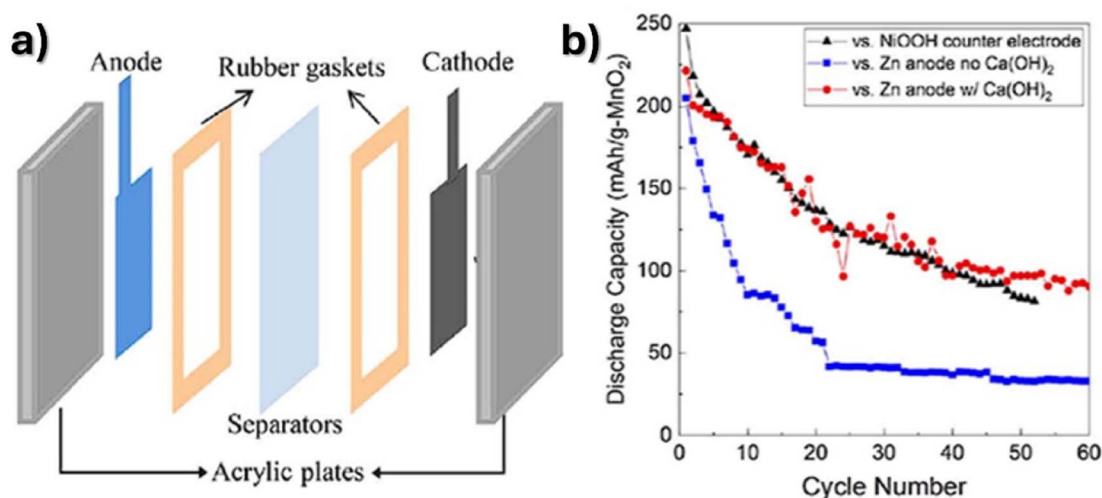 a)
Anode
Rubber gaskets
Cathode
Separators
Acrylic plates
b)
Discharge Capacity (mAh/g-MnO₂)
250
200
150
100
50
0
vs. NiOOH counter electrode
vs. Zn anode no Ca(OH)₂
vs. Zn anode w/ Ca(OH)₂
0 10 20 30 40 50 60
Cycle Number